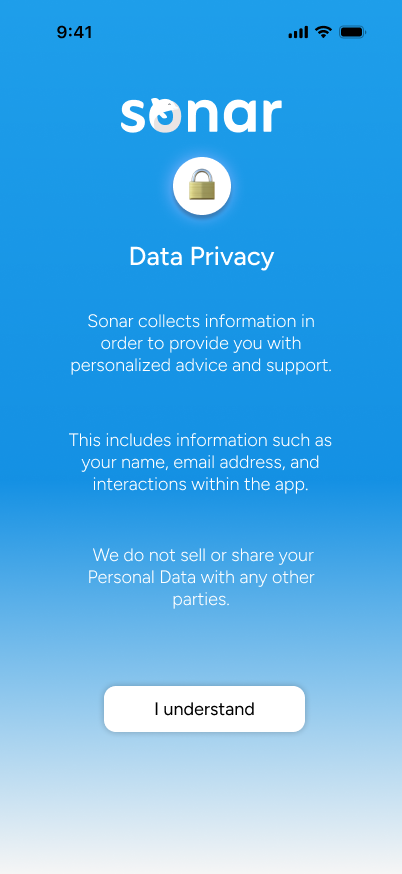 9:41
sonar
Data Privacy
Sonar collects information in
order to provide you with
personalized advice and support.
This includes information such as
your name, email address, and
interactions within the app.
We do not sell or share your
Personal Data with any other
parties.
I understand